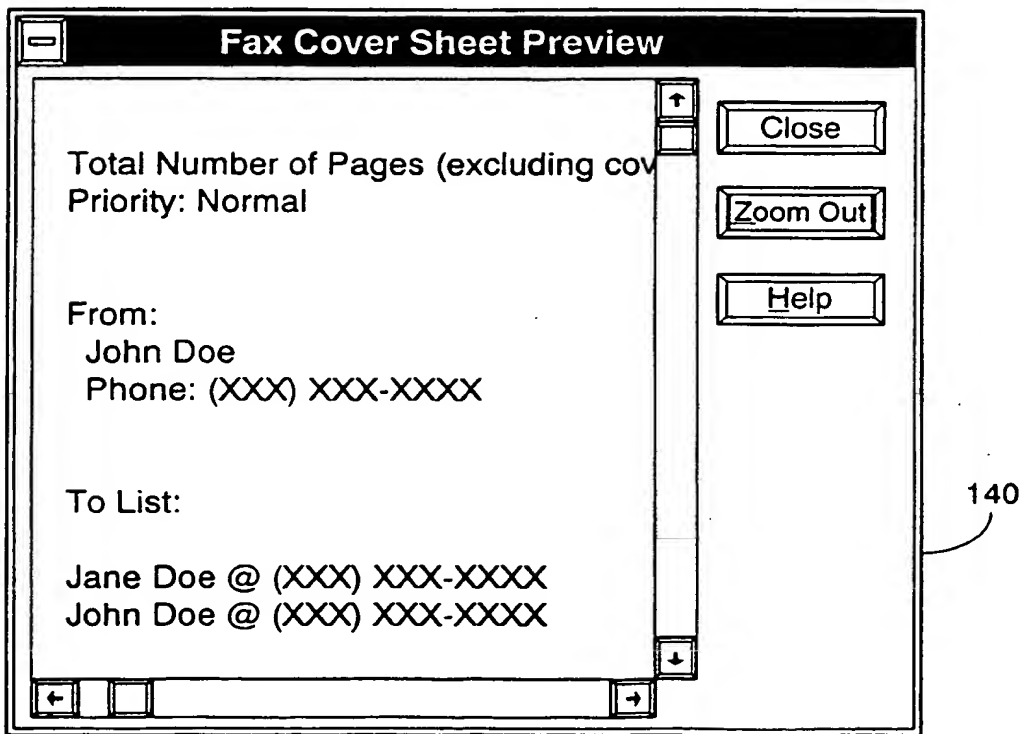 Fax Cover Sheet Preview
Total Number of Pages (excluding cov
Priority: Normal
From:
John Doe
Phone: (XXX) XXX-XXXX
To List:
Jane Doe @ (XXX) XXX-XXXX
John Doe @ (XXX) XXX-XXXX
Close
Zoom Out
Help
140